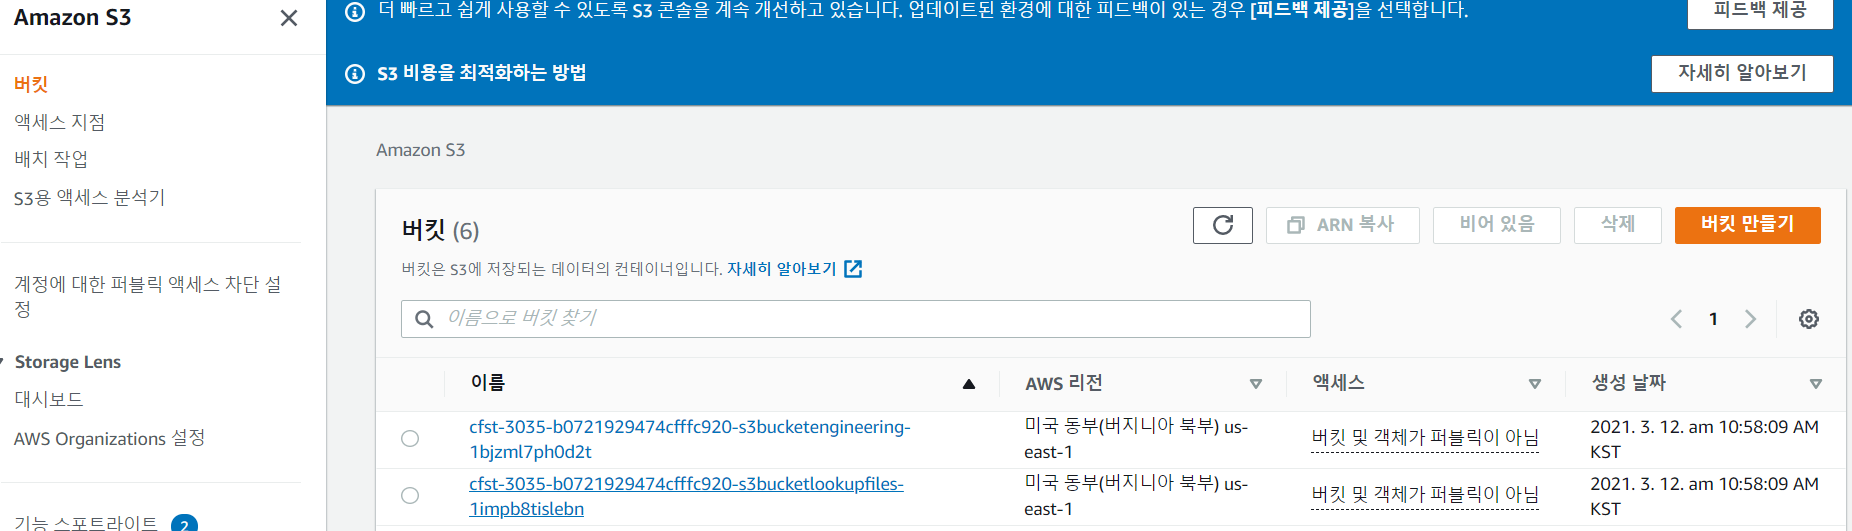 Amazon S3
버킷
액세스 지점
배치 작업
S3용 액세스 분석기
계정에 대한 퍼블릭 액세스 차단 설
정
Storage Lens
대시보드
AWS Organizations 설정
기능 스포트라이트 2
더 빠르고 쉽게 사용할 수 있도록 S3 콘솔을 계속 개선하고 있습니다. 업데이트된 환경에 대한 피드백이 있는 경우 [피드백 제공]을 선택합니다.
피드백 제공
S3 비용을 최적화하는 방법
자세히 알아보기
Amazon S3
버킷 (6)
ARN 복사
비어 있음
삭제
버킷 만들기
버킷은 S3에 저장되는 데이터의 컨테이너입니다. 자세히 알아보기
이름으로 버킷 찾기
1
이름 AWS 리전 액세스 생성 날짜
cfst-3035-b0721929474cfffc920-s3bucketengineering-
1bjzml7ph0d2t
미국 동부(버지니아 북부) us-
east-1
버킷 및 객체가 퍼블릭이 아님
2021. 3. 12. am 10:58:09 AM
KST
cfst-3035-b0721929474cfffc920-s3bucketlookupfiles-
1impb8tislebn
미국 동부(버지니아 북부) us-
east-1
버킷 및 객체가 퍼블릭이 아님
2021. 3. 12. am 10:58:09 AM
KST